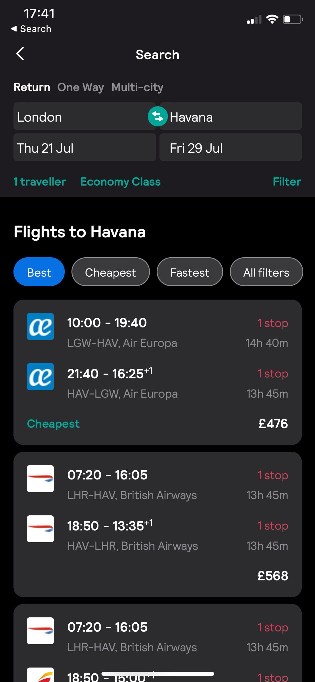 17:41
◀ Search
Search
Return One Way Multi-city
London Havana
Thu 21 Jul Fri 29 Jul
1 traveller Economy Class Filter
Flights to Havana
Best Cheapest Fastest All filters
æ 10:00 - 19:40 1 stop
LGW-HAV, Air Europa 14h 40m
æ 21:40 - 16:25+1 1 stop
HAV-LGW, Air Europa 13h 45m
Cheapest £476
07:20 - 16:05 1 stop
LHR-HAV, British Airways 13h 45m
18:50 - 13:35+1 1 stop
HAV-LHR, British Airways 13h 45m
£568
07:20 - 16:05 1 stop
LHR-HAV, British Airways 13h 45m
18:50 - 15:00+1 1 stop